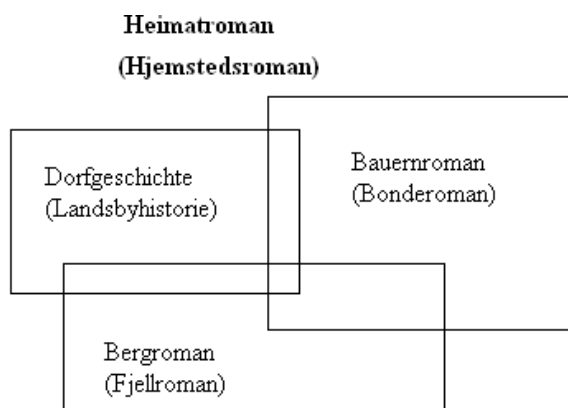 Heimatroman
(Hjemstedsroman)
Dorfgeschichte
(Landsbyhistorie)
Bauernroman
(Bonderoman)
Bergroman
(Fjellroman)